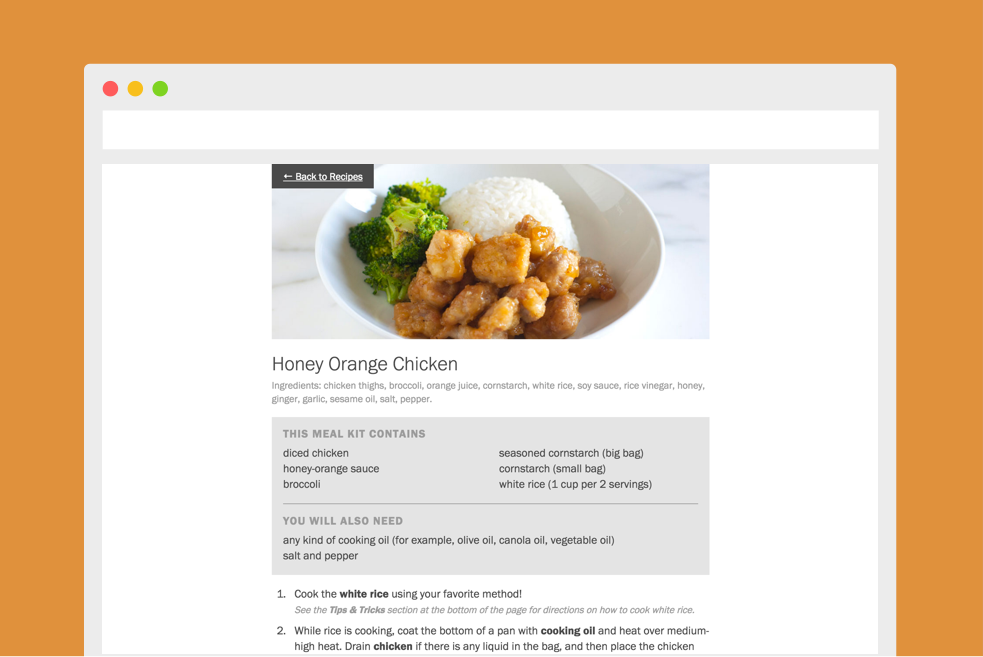 ← Back to Recipes
Honey Orange Chicken
Ingredients: chicken thighs, broccoli, orange juice, cornstarch, white rice, soy sauce, rice vinegar, honey,
ginger, garlic, sesame oil, salt, pepper.
THIS MEAL KIT CONTAINS
diced chicken
honey-orange sauce
broccoli
seasoned cornstarch (big bag)
cornstarch (small bag)
white rice (1 cup per 2 servings)
YOU WILL ALSO NEED
any kind of cooking oil (for example, olive oil, canola oil, vegetable oil)
salt and pepper
1. Cook the white rice using your favorite method!
See the Tips & Tricks section at the bottom of the page for directions on how to cook white rice.
2. While rice is cooking, coat the bottom of a pan with cooking oil and heat over medium-
high heat. Drain chicken if there is any liquid in the bag, and then place the chicken